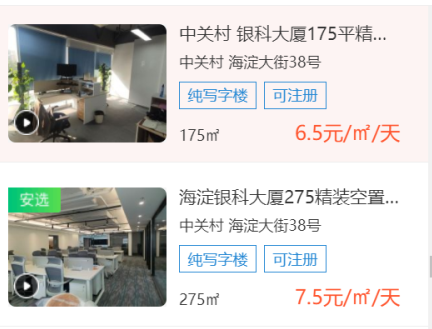 中关村 银科大厦175平精...
中关村 海淀大街38号
纯写字楼 可注册
175㎡ 6.5元/㎡/天
安选
海淀银科大厦275精装空置...
中关村 海淀大街38号
纯写字楼 可注册
275㎡ 7.5元/㎡/天